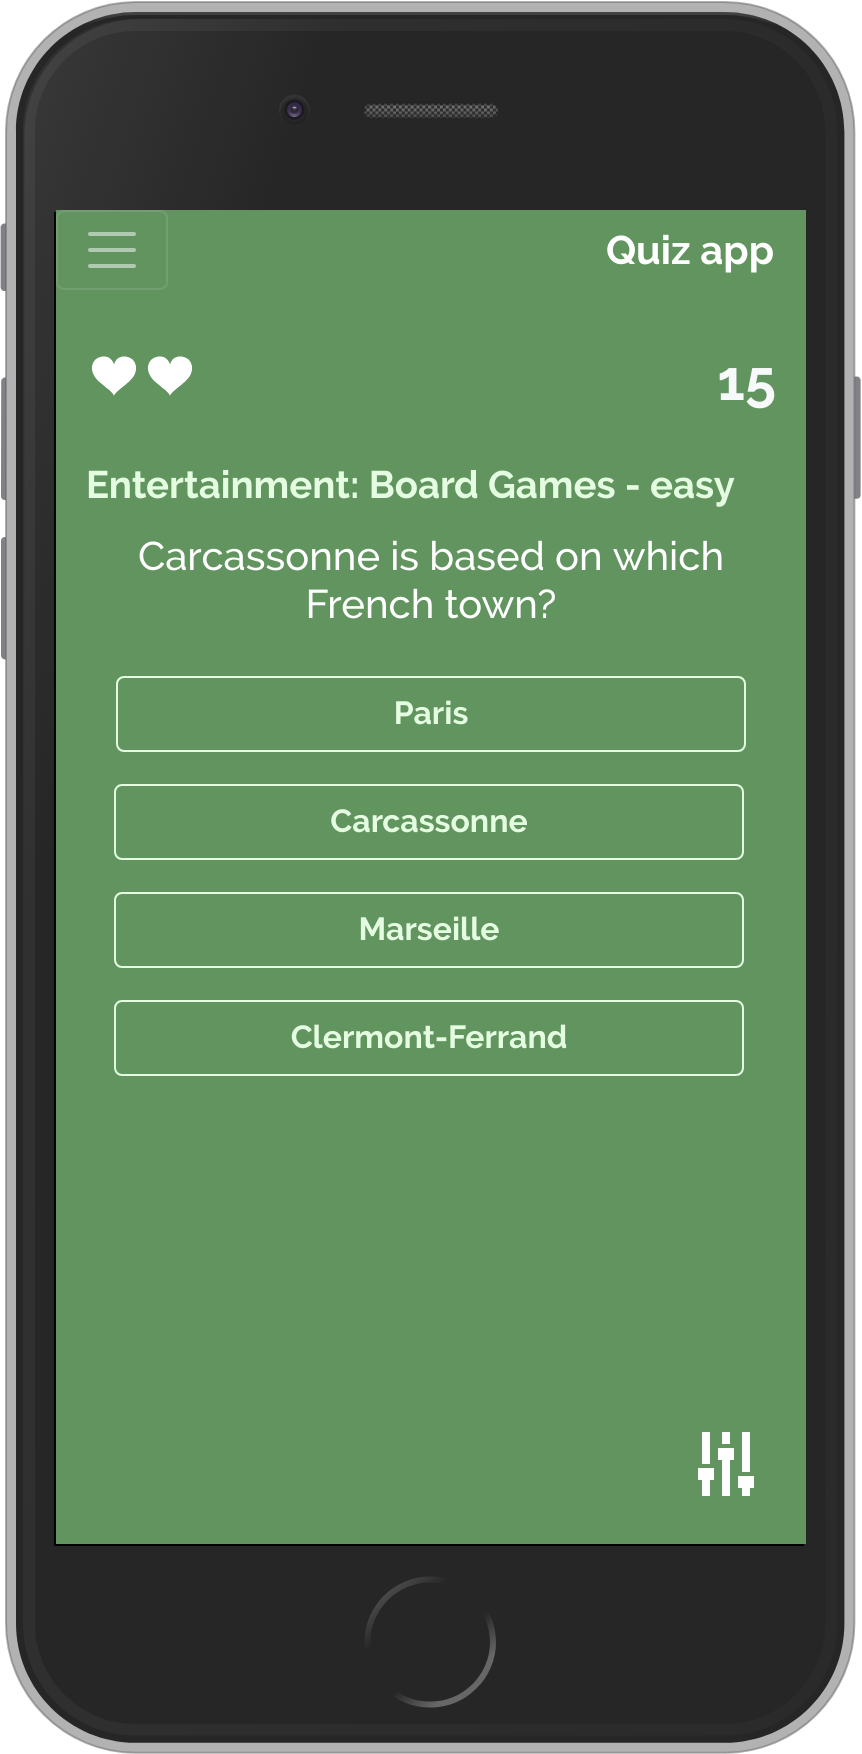 Quiz app
15
Entertainment: Board Games - easy
Carcassonne is based on which
French town?
Paris
Carcassonne
Marseille
Clermont-Ferrand